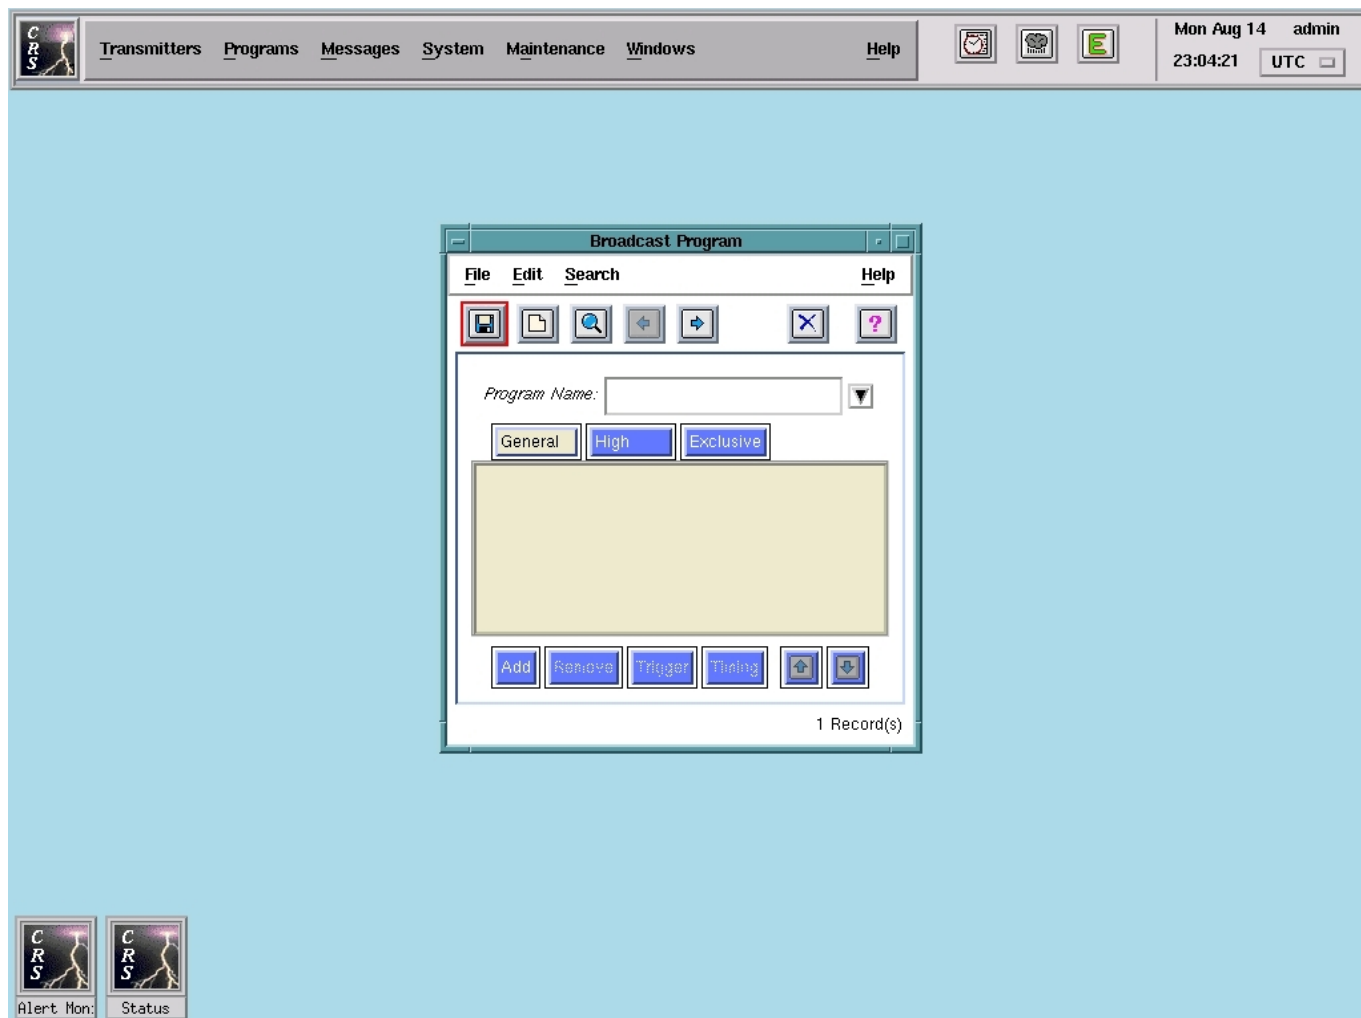 CRS
Transmitters Programs Messages System Maintenance Windows Help
E
Mon Aug 14 admin
23:04:21 UTC
Broadcast Program
File Edit Search Help
?
Program Name:
General High Exclusive
Add Remove Trigger Timing
1 Record(s)
CRS
CRS
Alert Mon:
Status